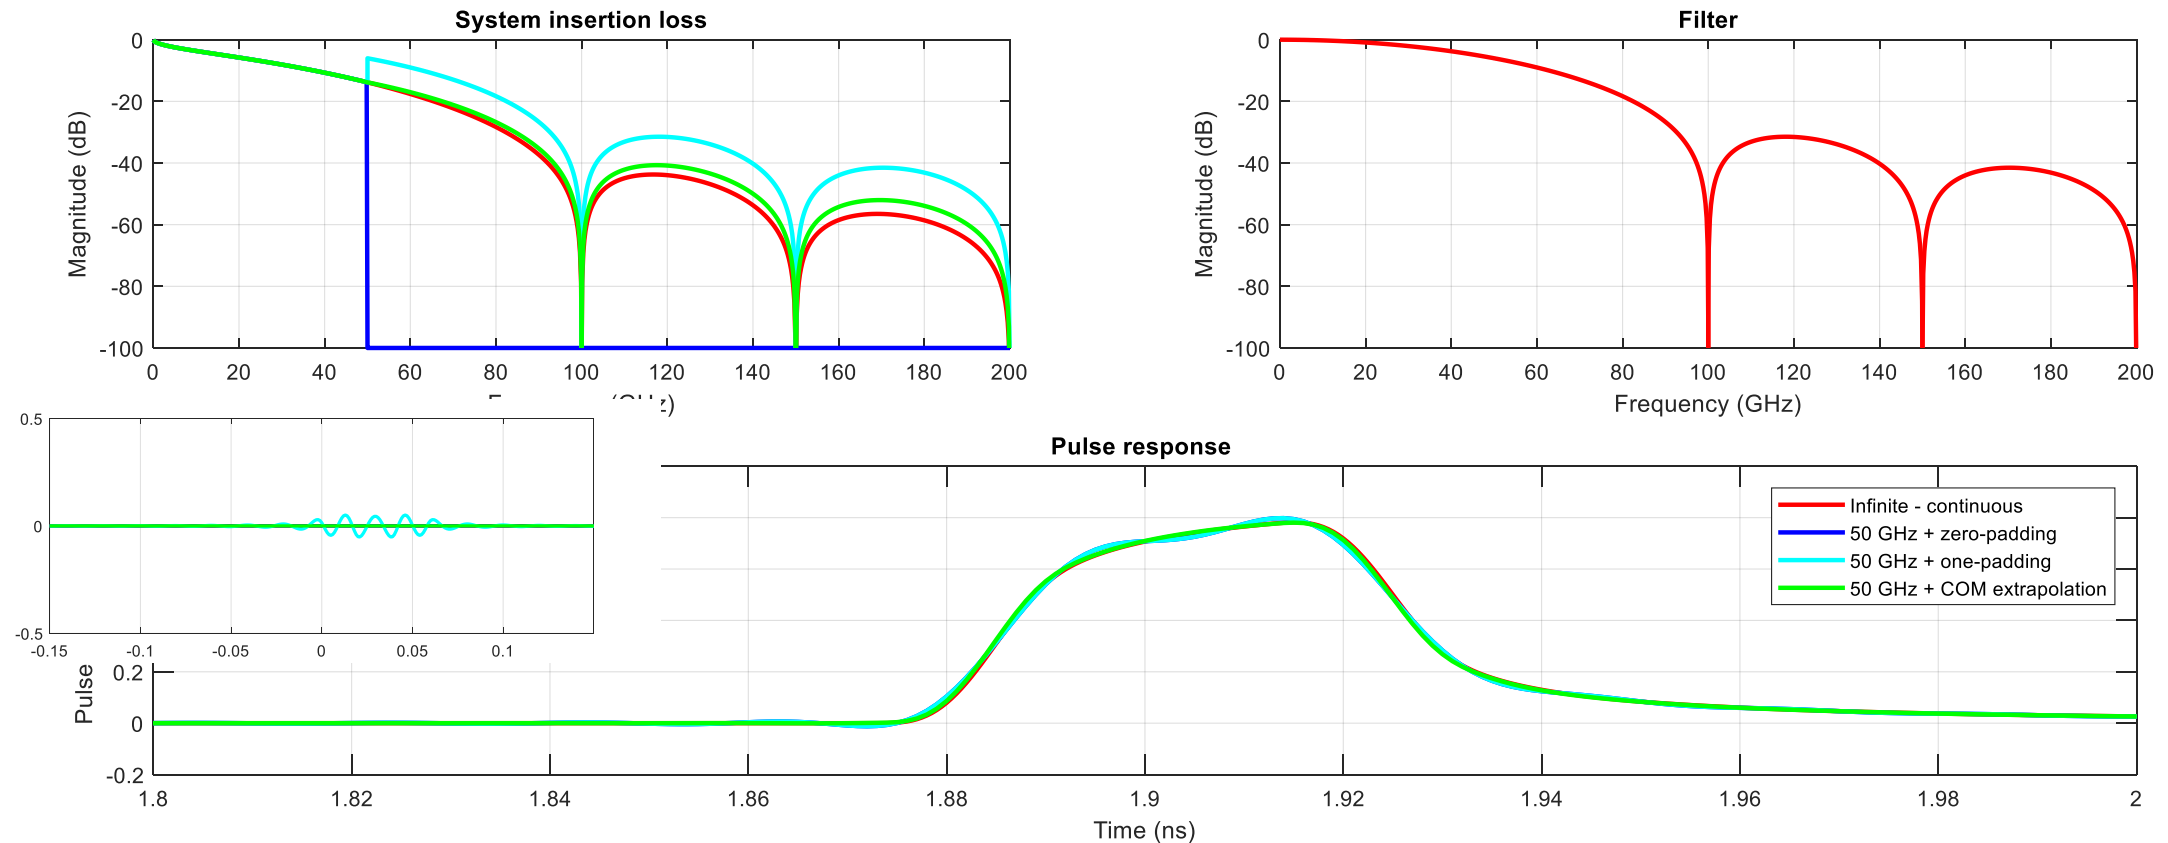 System insertion loss
0
-20
-40
-60
-80
-100
Magnitude (dB)
0 20 40 60 80 100 120 140 160 180 200
Filter
0
-20
-40
-60
-80
-100
Magnitude (dB)
0 20 40 60 80 100 120 140 160 180 200
Frequency (GHz)
0.5
0
-0.5
-0.15 -0.1 -0.05 0 0.05 0.1
Pulse response
Infinite - continuous
50 GHz + zero-padding
50 GHz + one-padding
50 GHz + COM extrapolation
Pulse
0.2
0
-0.2
1.8 1.82 1.84 1.86 1.88 1.9 1.92 1.94 1.96 1.98 2
Time (ns)